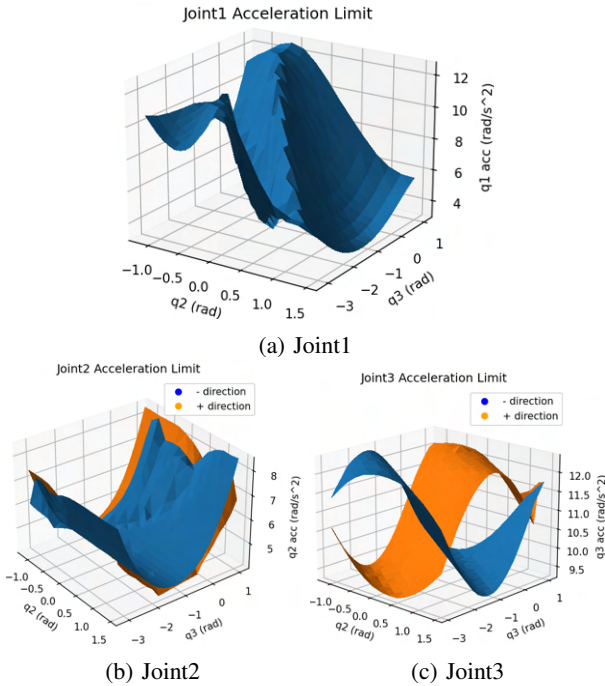 Joint1 Acceleration Limit
12
10
8
6
4
q1 acc (rad/s^2)
−1.0
−0.5
0.0
0.5
1.0
1.5
q2 (rad)
−3
−2
−1
0
1
q3 (rad)
(a) Joint1
Joint2 Acceleration Limit
- direction
+ direction
8
7
6
5
q2 acc (rad/s^2)
−1.0
−0.5
0.0
0.5
1.0
1.5
q2 (rad)
−3
−2
−1
0
1
q3 (rad)
(b) Joint2
Joint3 Acceleration Limit
- direction
+ direction
12.0
11.5
11.0
10.5
10.0
9.5
q3 acc (rad/s^2)
−1.0
−0.5
0.0
0.5
1.0
1.5
q2 (rad)
−3
−2
−1
0
1
q3 (rad)
(c) Joint3